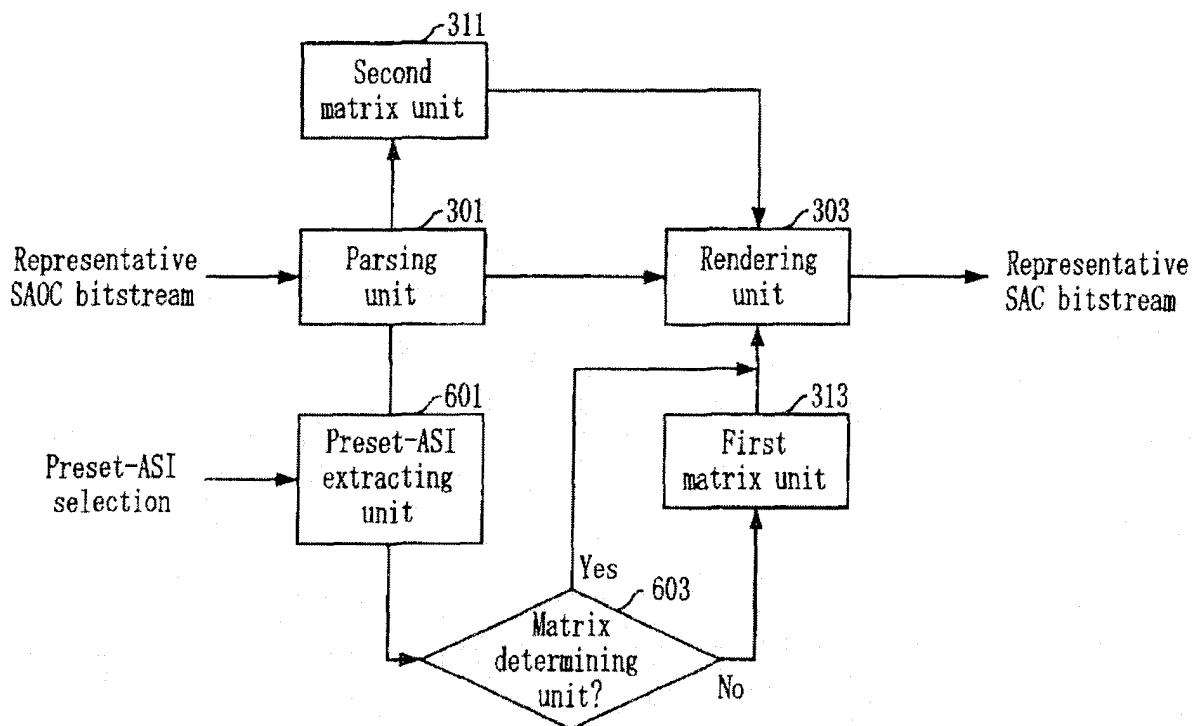 311
Second
matrix unit
301
303
Representative
SAOC bitstream
Parsing
unit
Rendering
unit
Representative
SAC bitstream
601
313
Preset-ASI
selection
Preset-ASI
extracting
unit
First
matrix unit
Yes
603
Matrix
determining
unit?
No